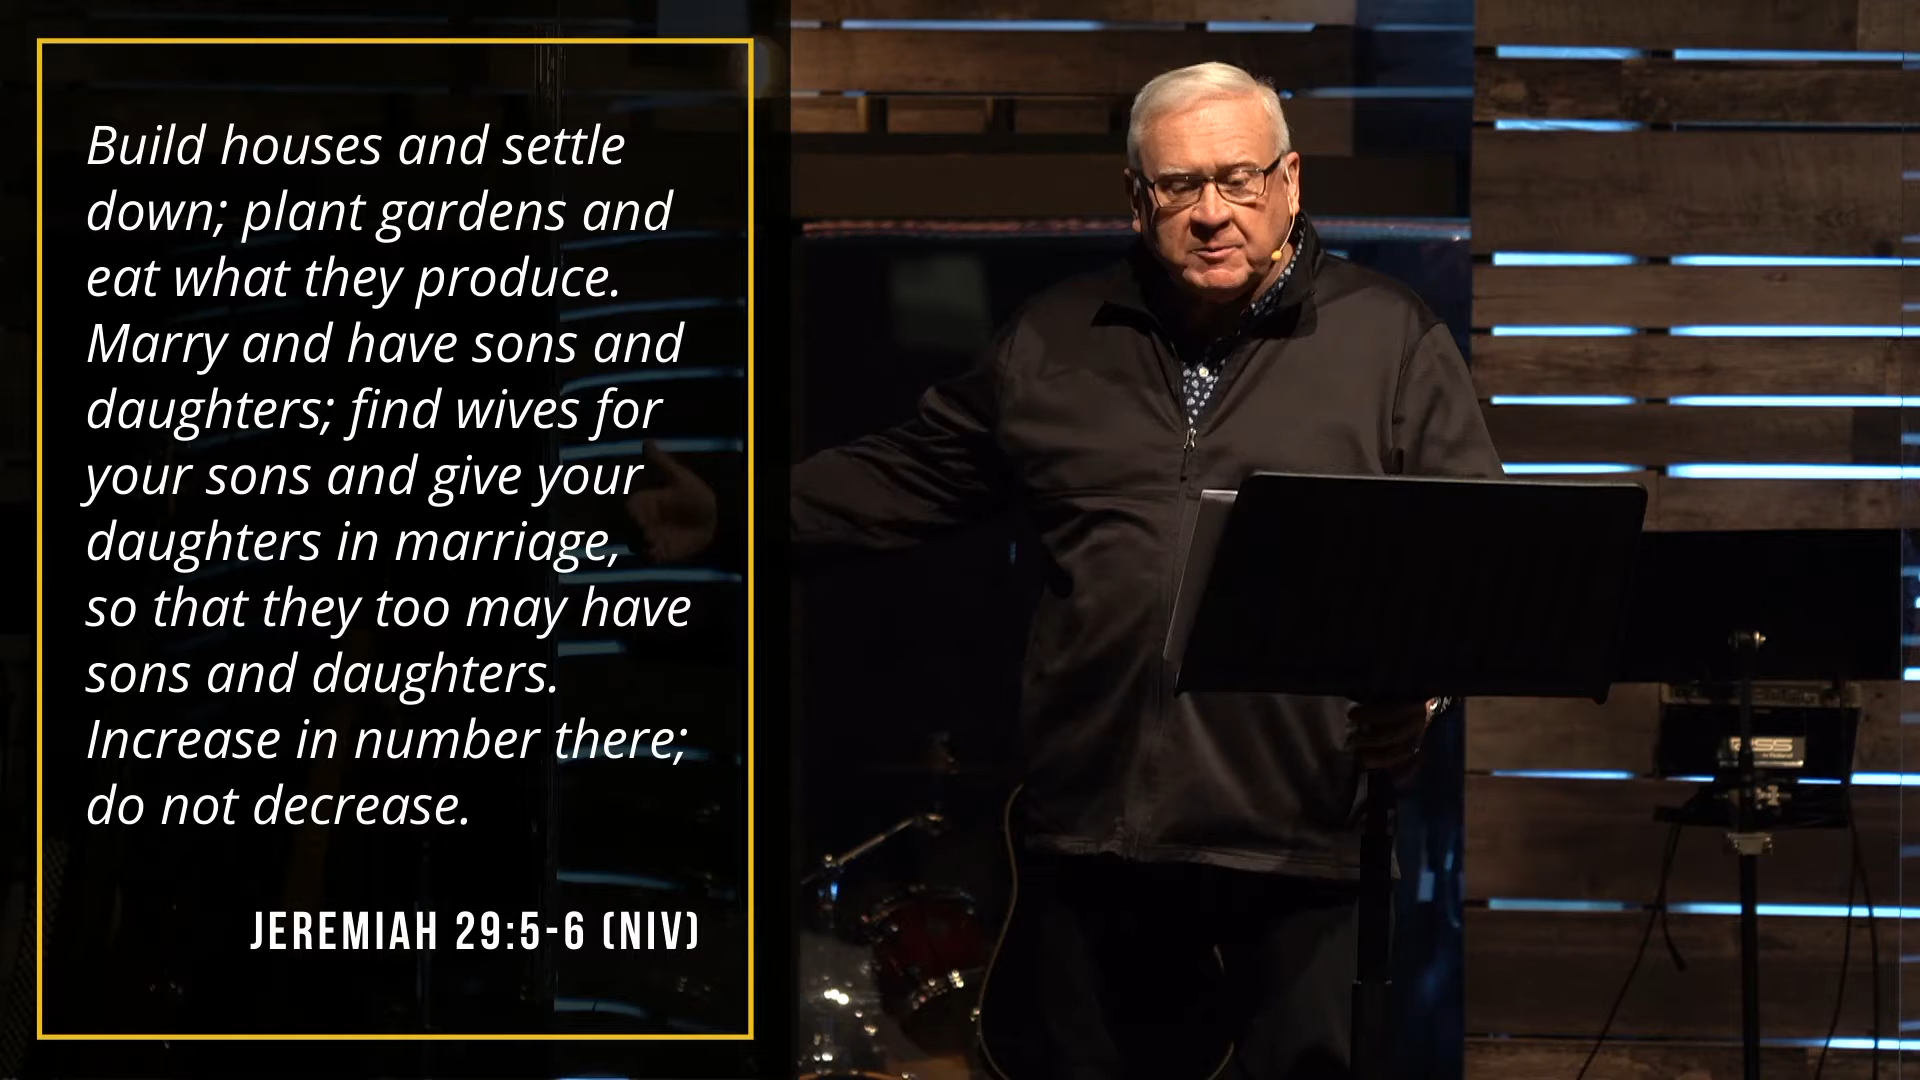 Build houses and settle
down; plant gardens and
eat what they produce.
Marry and have sons and
daughters; find wives for
your sons and give your
daughters in marriage,
so that they too may have
sons and daughters.
Increase in number there;
do not decrease.
JEREMIAH 29:5-6 (NIV)